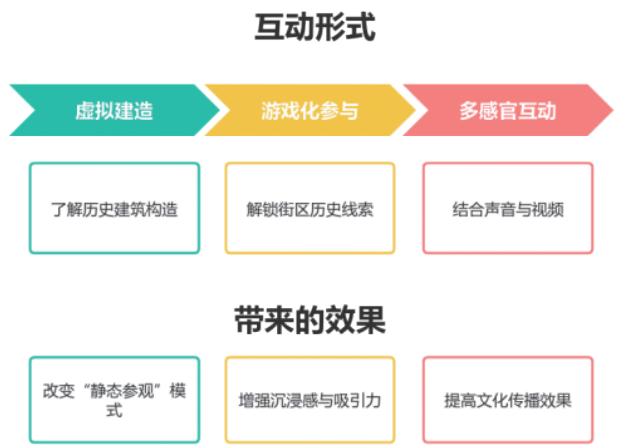 互动形式
虚拟建造
游戏化参与
多感官互动
了解历史建筑构造
解锁街区历史线索
结合声音与视频
带来的效果
改变“静态参观”模
式
增强沉浸感与吸引力
提高文化传播效果